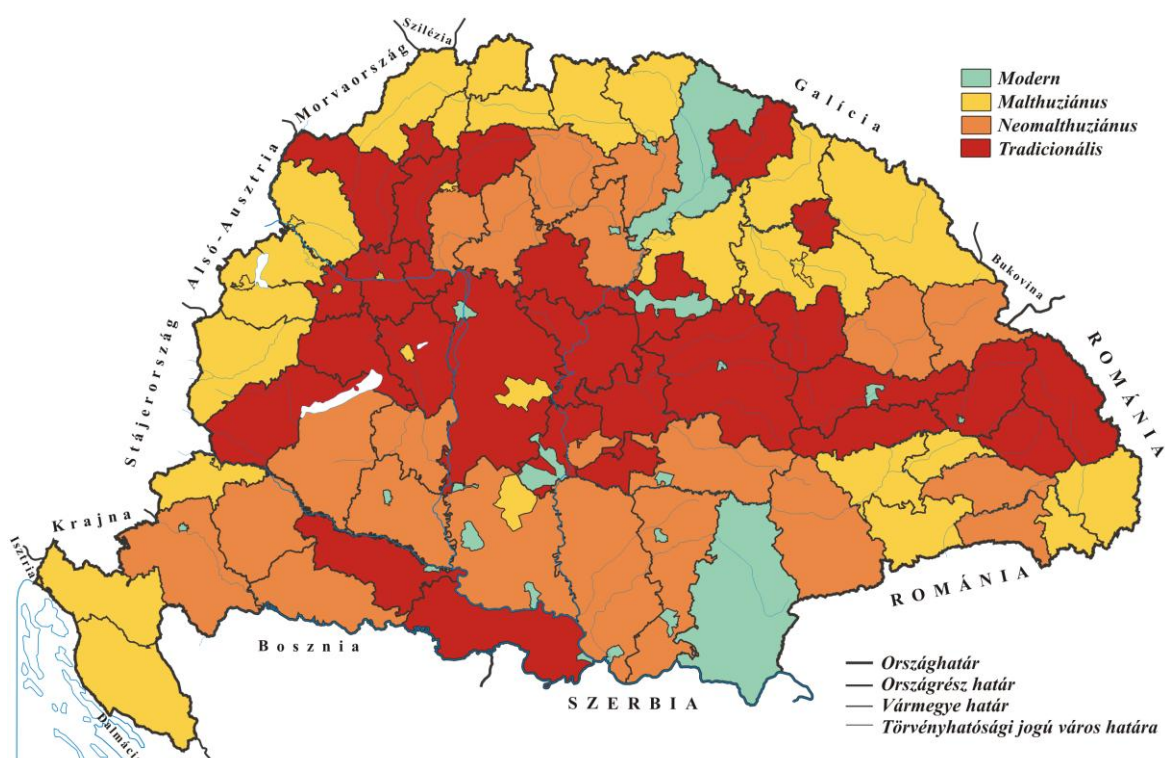 Szilézia
Morvaország
Galícia
Alsó-Ausztria
Stájerország
Bukovina
ROMÁNIA
Krajna
Isztria
Bosznia
SZERBIA
ROMÁNIA
Dalmácia
Modern
Malthuziánus
Neomalthuziánus
Tradicionális
Országhatár
Országrész határ
Vármegye határ
Törvényhatósági jogú város határa